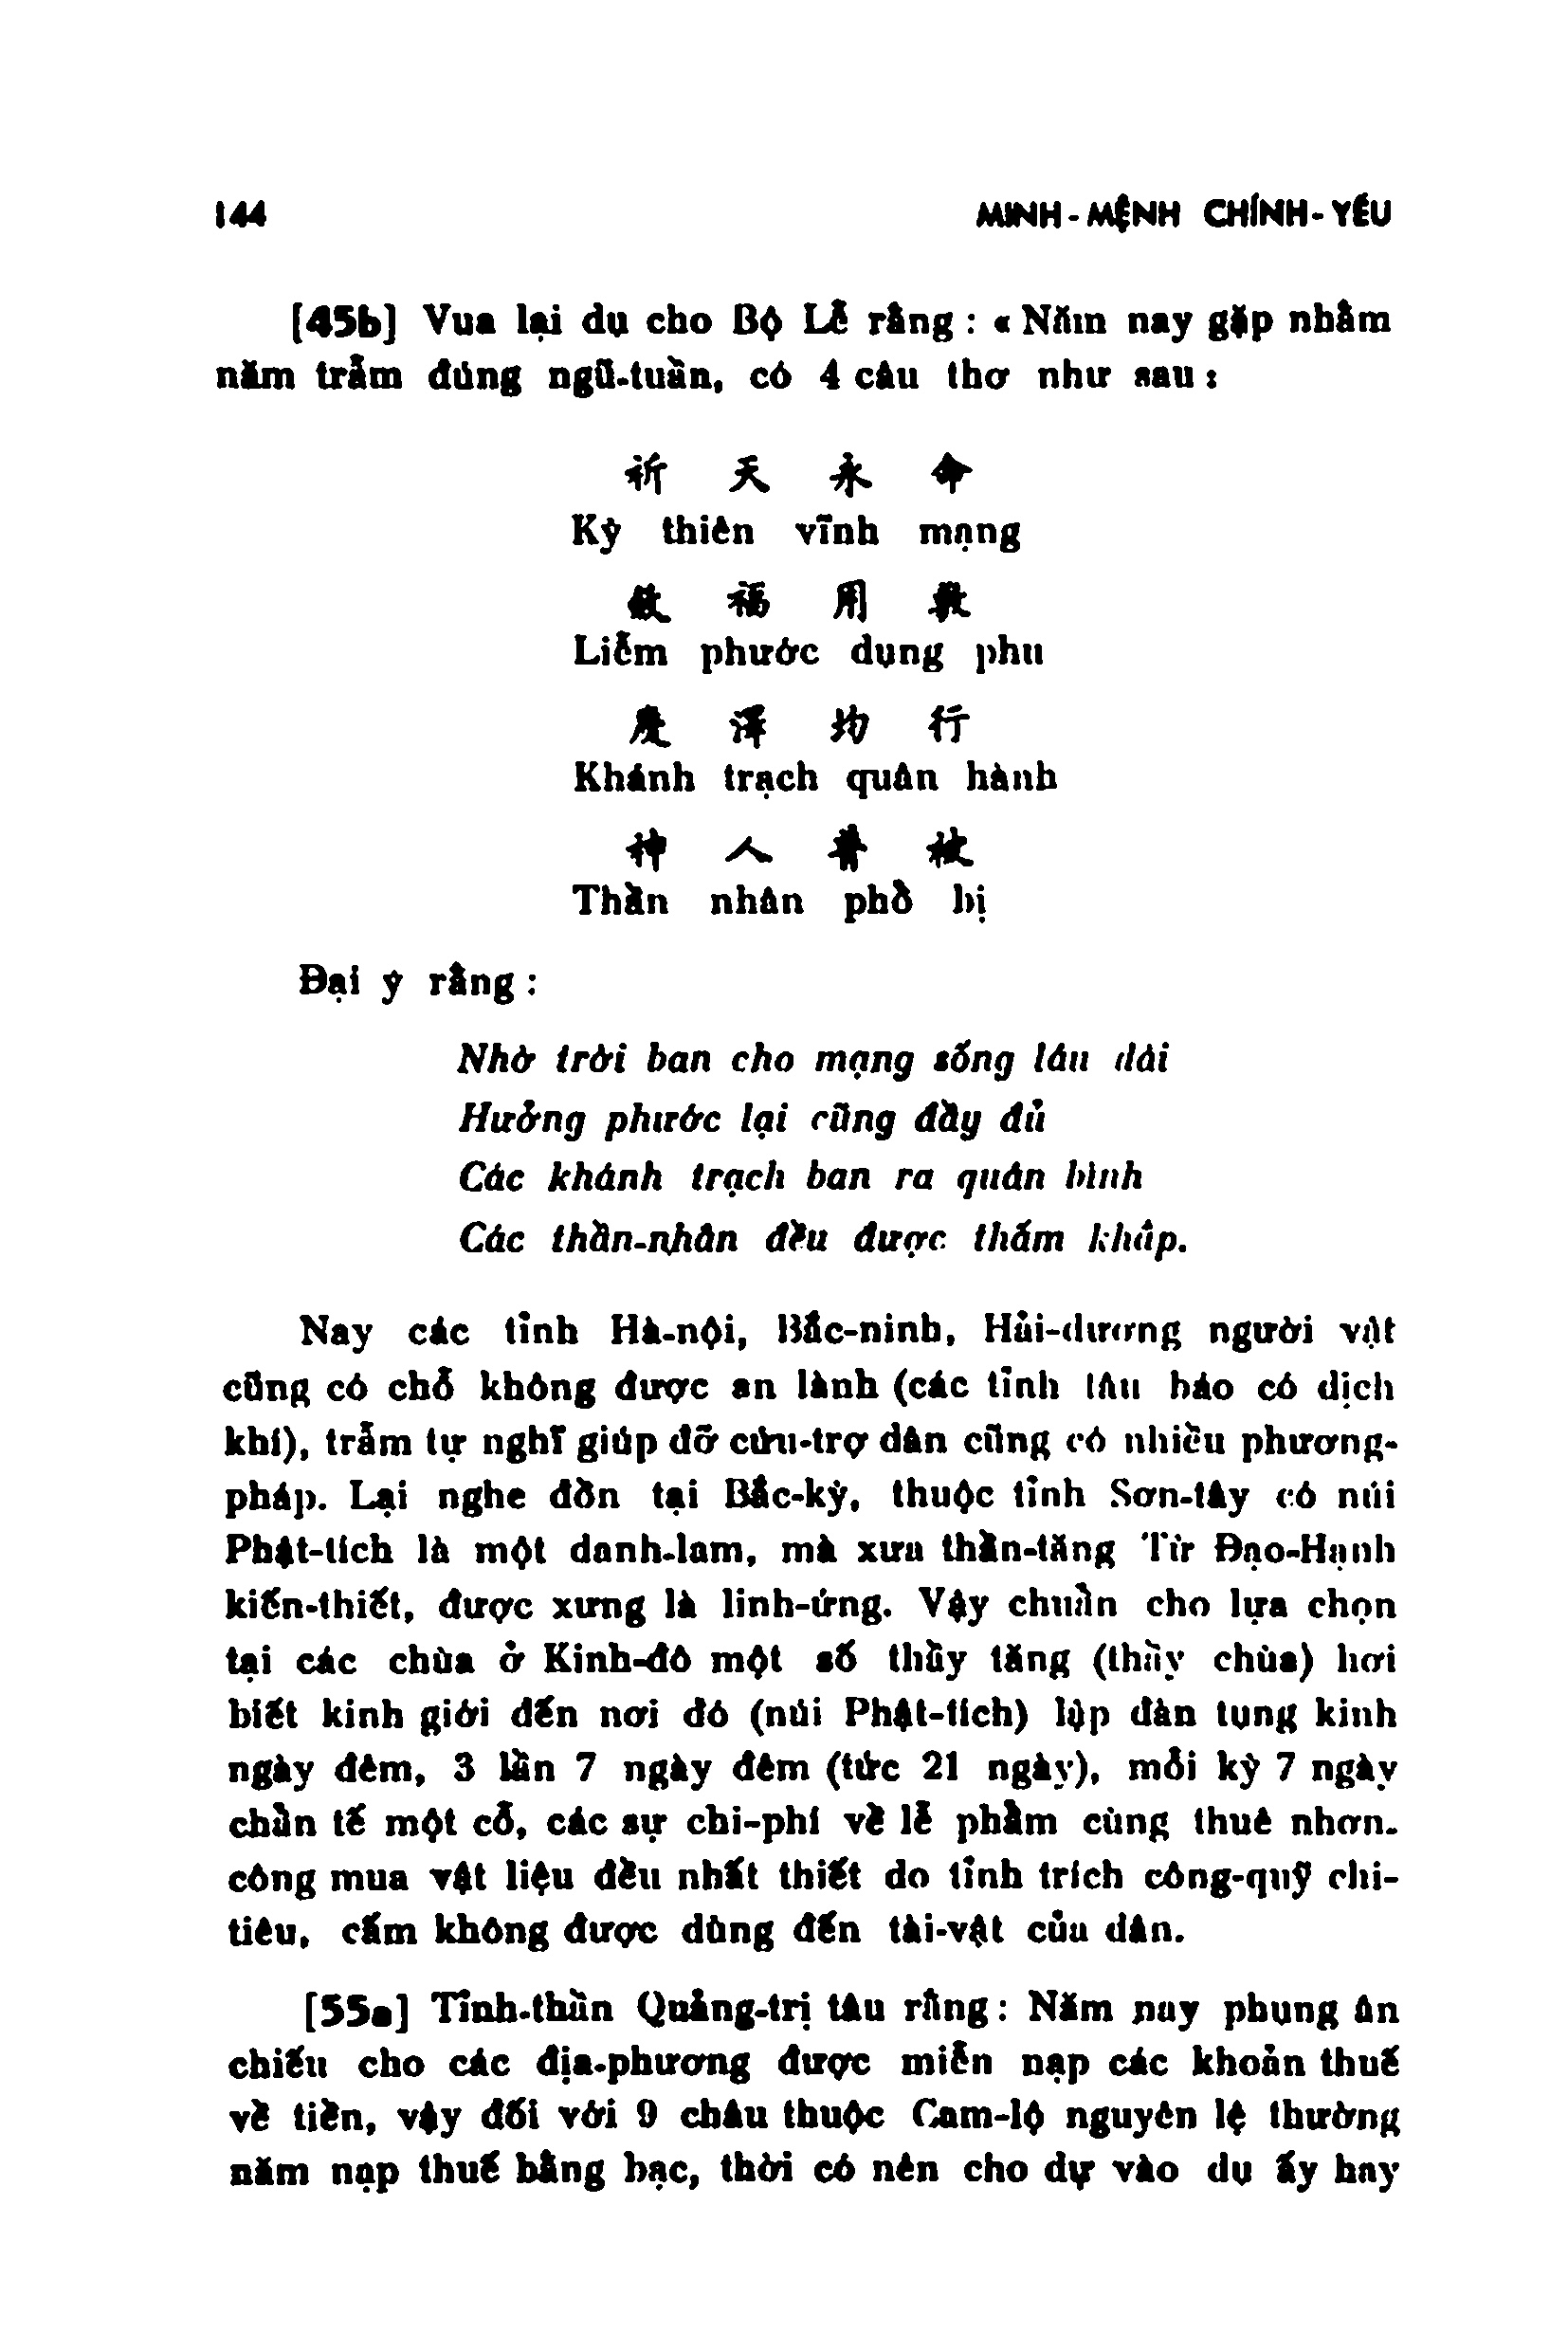 144 MINH-MỆNH CHÍNH-YẾU
[45b] Vua lại dụ cho Bộ Lễ rằng : « Năm nay gặp nhằm
năm trẫm đúng ngũ-tuần, có 4 câu thơ như sau :
祈 天 永 命
Kỳ thiên vĩnh mạng
斂 福 用 敷
Liễm phước dụng phu
慶 澤 均 行
Khánh trạch quân hành
神 人 普 被
Thần nhân phổ bị
Đại ý rằng :
Nhờ trời ban cho mạng sống lâu dài
Hưởng phước lại cũng đầy đủ
Các khánh trạch ban ra quân bình
Các thần-nhân đều được thấm khắp.
Nay các tỉnh Hà-nội, Bắc-ninh, Hải-dương người vật
cũng có chỗ không được an lành (các tỉnh tâu báo có dịch
khí), trẫm tự nghĩ giúp đỡ cứu-trợ dân cũng có nhiều phương-
pháp. Lại nghe đồn tại Bắc-kỳ, thuộc tỉnh Sơn-tây có núi
Phật-tích là một danh-lam, mà xưa thần-tăng Từ Đạo-Hạnh
kiến-thiết, được xưng là linh-ứng. Vậy chuẩn cho lựa chọn
tại các chùa ở Kinh-đô một số thầy tăng (thầy chùa) hơi
biết kinh giới đến nơi đó (núi Phật-tích) lập đàn tụng kinh
ngày đêm, 3 lần 7 ngày đêm (tức 21 ngày), mỗi kỳ 7 ngày
chẩn tế một cỗ, các sự chi-phí về lễ phẩm cùng thuê nhơn-
công mua vật liệu đều nhất thiết do tỉnh trích công-quỹ chi-
tiêu, cấm không được dùng đến tài-vật của dân.
[55a] Tỉnh-thần Quảng-trị tâu rằng : Năm nay phụng ân
chiếu cho các địa-phương được miễn nạp các khoản thuế
về tiền, vậy đối với 9 châu thuộc Cam-lộ nguyên lệ thường
năm nạp thuế bằng bạc, thời có nên cho dự vào dụ ấy hay